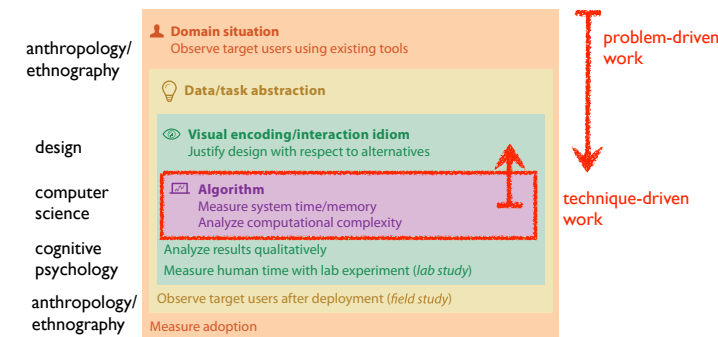 Domain situation
Observe target users using existing tools
anthropology/
ethnography
problem-driven
work
Data/task abstraction
Visual encoding/interaction idiom
Justify design with respect to alternatives
design
Algorithm
Measure system time/memory
Analyze computational complexity
computer
science
technique-driven
work
Analyze results qualitatively
Measure human time with lab experiment (lab study)
cognitive
psychology
Observe target users after deployment (field study)
anthropology/
ethnography
Measure adoption